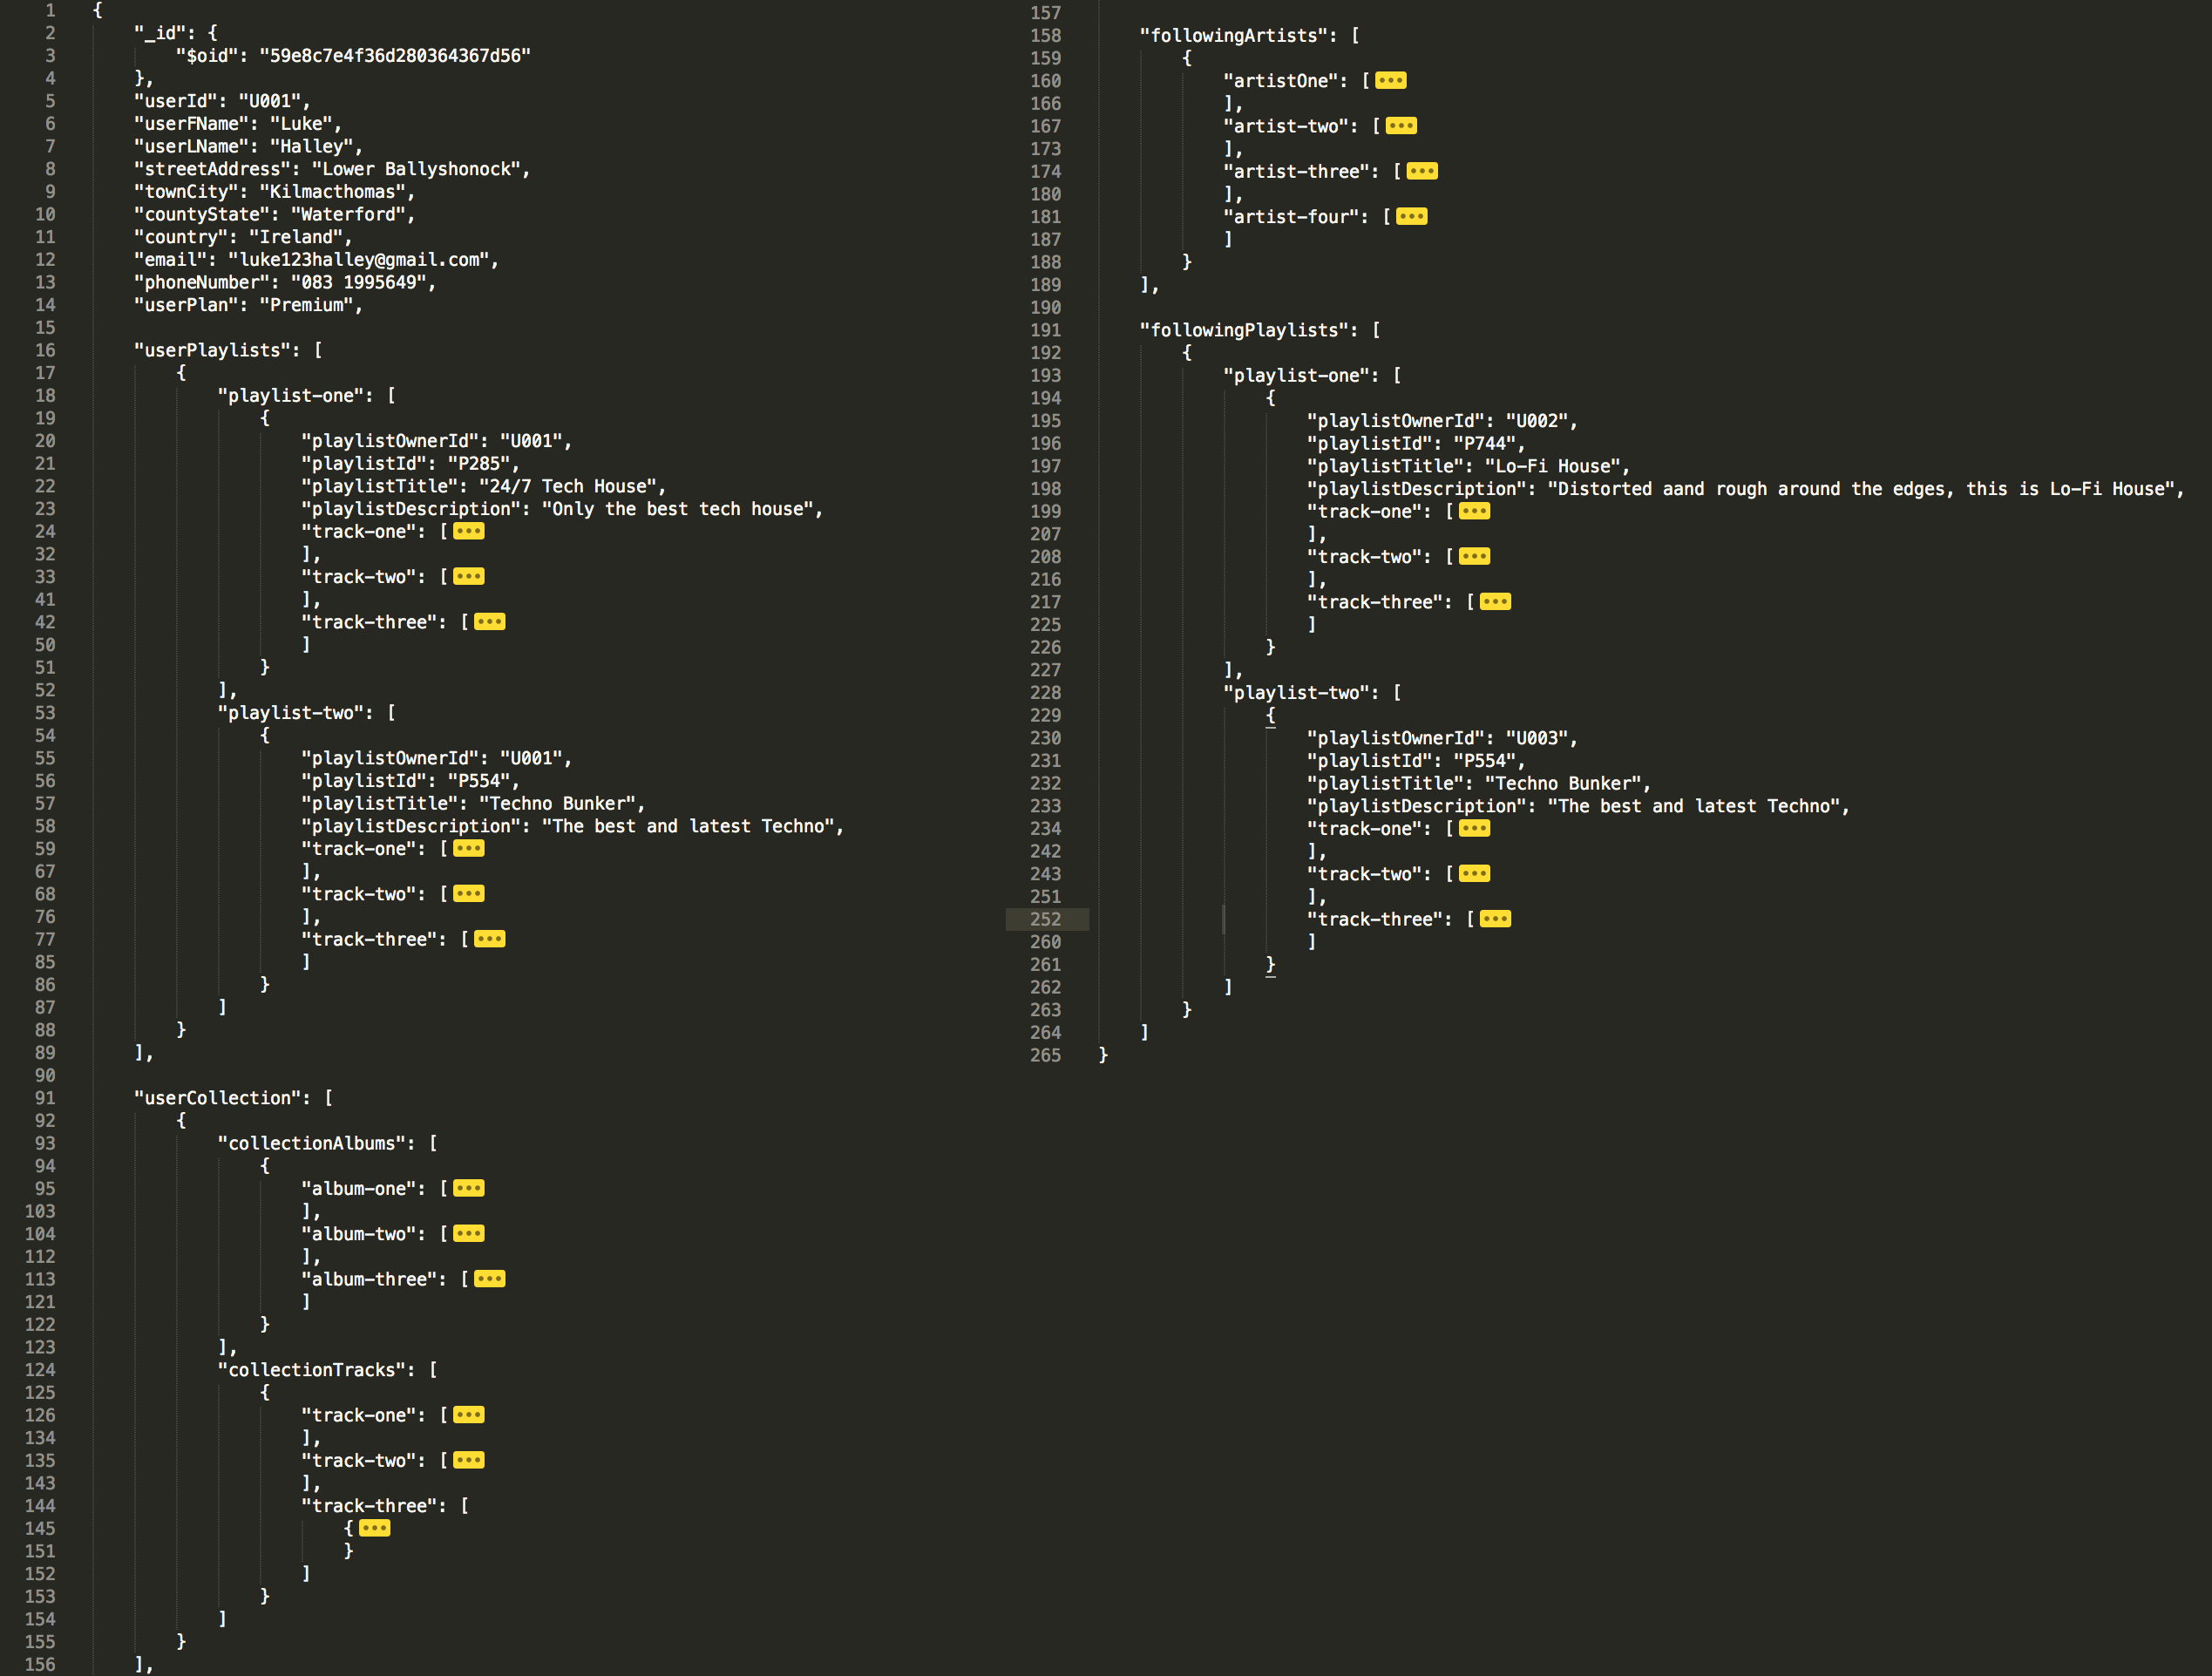 1 {
2 "_id": {
3 "$oid": "59e8c7e4f36d280364367d56"
4 },
5 "userId": "U001",
6 "userFName": "Luke",
7 "userLName": "Halley",
8 "streetAddress": "Lower Ballyshonock",
9 "townCity": "Kilmacthomas",
10 "countyState": "Waterford",
11 "country": "Ireland",
12 "email": "luke123halley@gmail.com",
13 "phoneNumber": "083 1995649",
14 "userPlan": "Premium",
15
16 "userPlaylists": [
17 {
18 "playlist-one": [
19 {
20 "playlistOwnerId": "U001",
21 "playlistId": "P285",
22 "playlistTitle": "24/7 Tech House",
23 "playlistDescription": "Only the best tech house",
24 "track-one": [
32 ],
33 "track-two": [
41 ],
42 "track-three": [
50 ]
51 }
52 ],
53 "playlist-two": [
54 {
55 "playlistOwnerId": "U001",
56 "playlistId": "P554",
57 "playlistTitle": "Techno Bunker",
58 "playlistDescription": "The best and latest Techno",
59 "track-one": [
67 ],
68 "track-two": [
76 ],
77 "track-three": [
85 ]
86 }
87 ]
88 }
89 ],
90
91 "userCollection": [
92 {
93 "collectionAlbums": [
94 {
95 "album-one": [
103 ],
104 "album-two": [
112 ],
113 "album-three": [
121 ]
122 }
123 ],
124 "collectionTracks": [
125 {
126 "track-one": [
134 ],
135 "track-two": [
143 ],
144 "track-three": [
145 {
151 }
152 ]
153 }
154 ]
155 }
156 ],
157
158 "followingArtists": [
159 {
160 "artistOne": [
166 ],
167 "artist-two": [
173 ],
174 "artist-three": [
180 ],
181 "artist-four": [
187 ]
188 }
189 ],
190
191 "followingPlaylists": [
192 {
193 "playlist-one": [
194 {
195 "playlistOwnerId": "U002",
196 "playlistId": "P744",
197 "playlistTitle": "Lo-Fi House",
198 "playlistDescription": "Distorted aand rough around the edges, this is Lo-Fi House",
199 "track-one": [
207 ],
208 "track-two": [
216 ],
217 "track-three": [
225 ]
226 }
227 ],
228 "playlist-two": [
229 {
230 "playlistOwnerId": "U003",
231 "playlistId": "P554",
232 "playlistTitle": "Techno Bunker",
233 "playlistDescription": "The best and latest Techno",
234 "track-one": [
242 ],
243 "track-two": [
251 ],
252 "track-three": [
260 ]
261 }
262 ]
263 }
264 ]
265 }